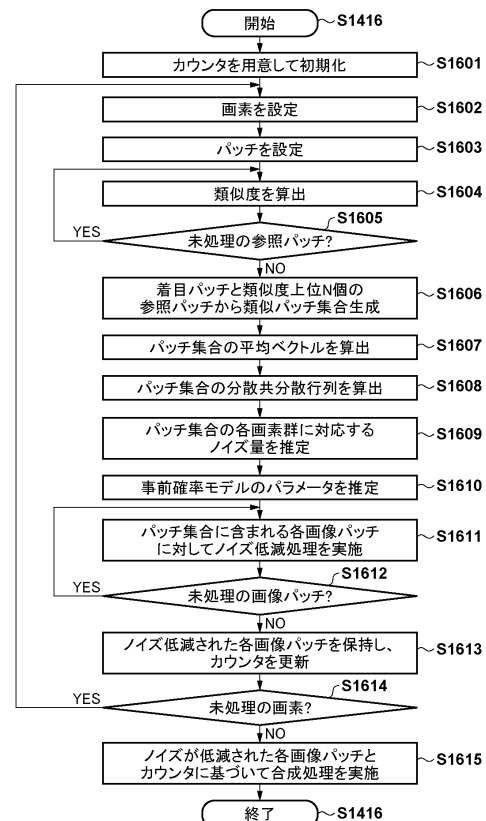 開始
S1416
カウンタを用意して初期化
S1601
画素を設定
S1602
パッチを設定
S1603
類似度を算出
S1604
S1605
未処理の参照パッチ?
YES
NO
着目パッチと類似度上位N個の
参照パッチから類似パッチ集合生成
S1606
パッチ集合の平均ベクトルを算出
S1607
パッチ集合の分散共分散行列を算出
S1608
パッチ集合の各画素群に対応する
ノイズ量を推定
S1609
事前確率モデルのパラメータを推定
S1610
パッチ集合に含まれる各画像パッチ
に対してノイズ低減処理を実施
S1611
S1612
未処理の画像パッチ?
YES
NO
ノイズ低減された各画像パッチを保持し、
カウンタを更新
S1613
S1614
未処理の画素?
YES
NO
ノイズが低減された各画像パッチと
カウンタに基づいて合成処理を実施
S1615
終了
S1416